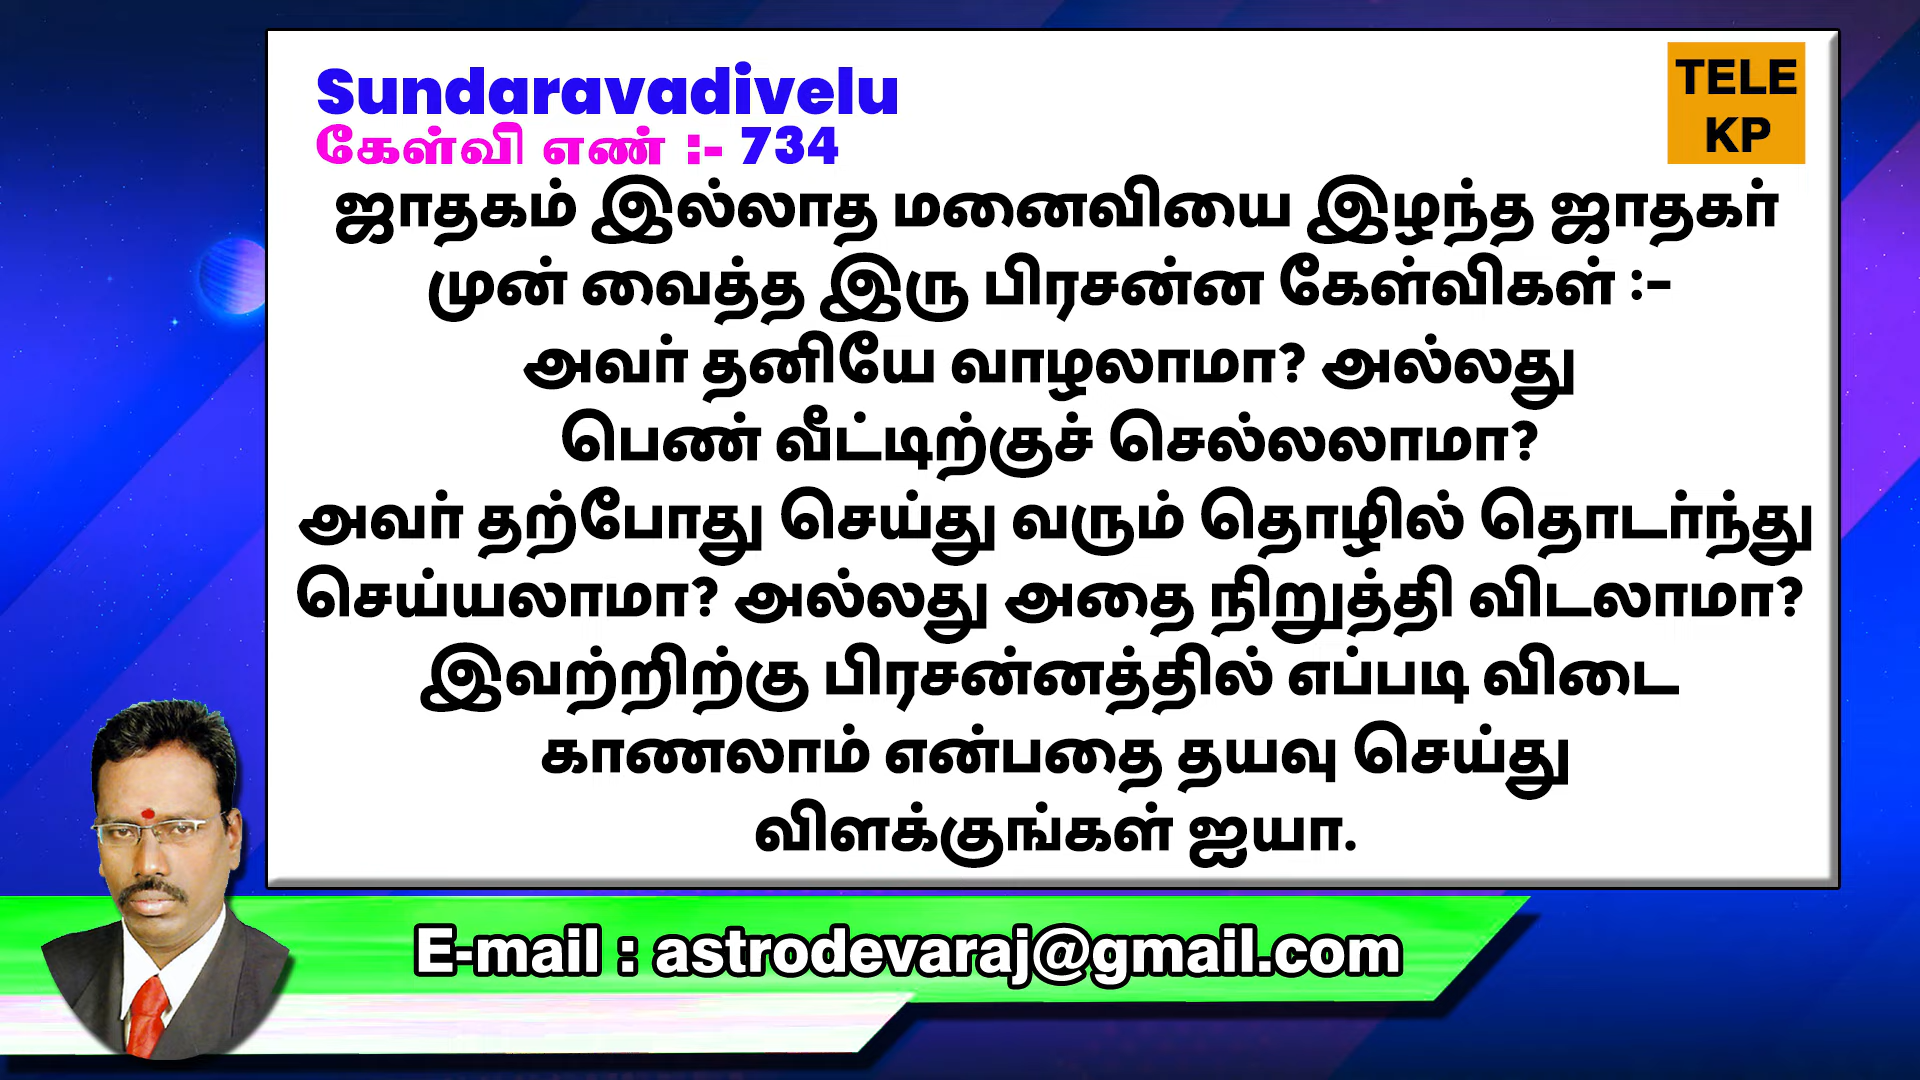 Sundaravadivelu
கேள்வி எண் :- 734
TELE
KP
ஜாதகம் இல்லாத மனைவியை இழந்த ஜாதகர்
முன் வைத்த இரு பிரசன்ன கேள்விகள் :-
அவர் தனியே வாழலாமா? அல்லது
பெண் வீட்டிற்குச் செல்லலாமா?
அவர் தற்போது செய்து வரும் தொழில் தொடர்ந்து
செய்யலாமா? அல்லது அதை நிறுத்தி விடலாமா?
இவற்றிற்கு பிரசன்னத்தில் எப்படி விடை
காணலாம் என்பதை தயவு செய்து
விளக்குங்கள் ஐயா.
E-mail : astrodevaraj@gmail.com